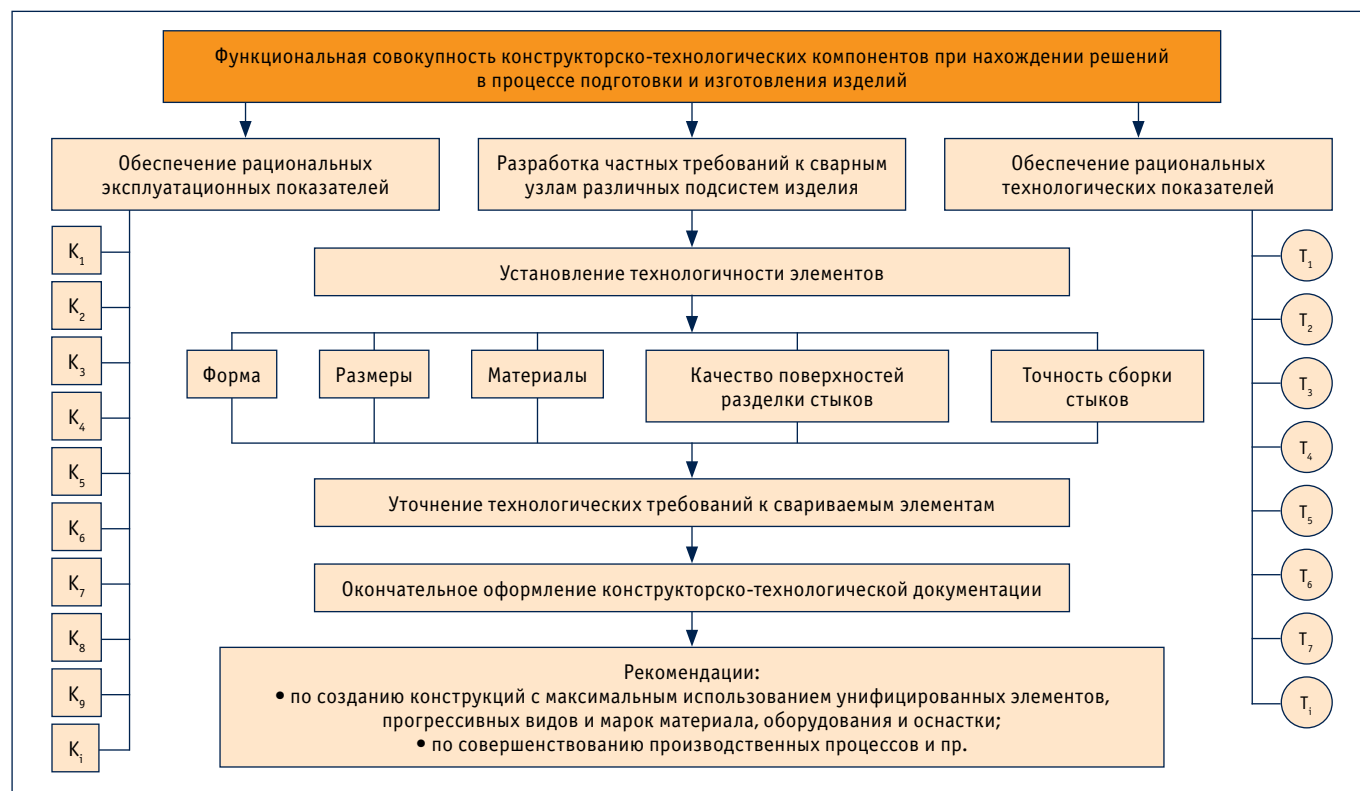 Функциональная совокупность конструкторско-технологических компонентов при нахождении решений
в процессе подготовки и изготовления изделий
Обеспечение рациональных
эксплуатационных показателей
Разработка частных требований к сварным
узлам различных подсистем изделия
Обеспечение рациональных
технологических показателей
K₁
K₂
K₃
K₄
K₅
K₆
K₇
K₈
K₉
Kᵢ
Установление технологичности элементов
Форма
Размеры
Материалы
Качество поверхностей
разделки стыков
Точность сборки
стыков
Уточнение технологических требований к свариваемым элементам
Окончательное оформление конструкторско-технологической документации
Рекомендации:
• по созданию конструкций с максимальным использованием унифицированных элементов,
прогрессивных видов и марок материала, оборудования и оснастки;
• по совершенствованию производственных процессов и пр.
T₁
T₂
T₃
T₄
T₅
T₆
T₇
Tᵢ